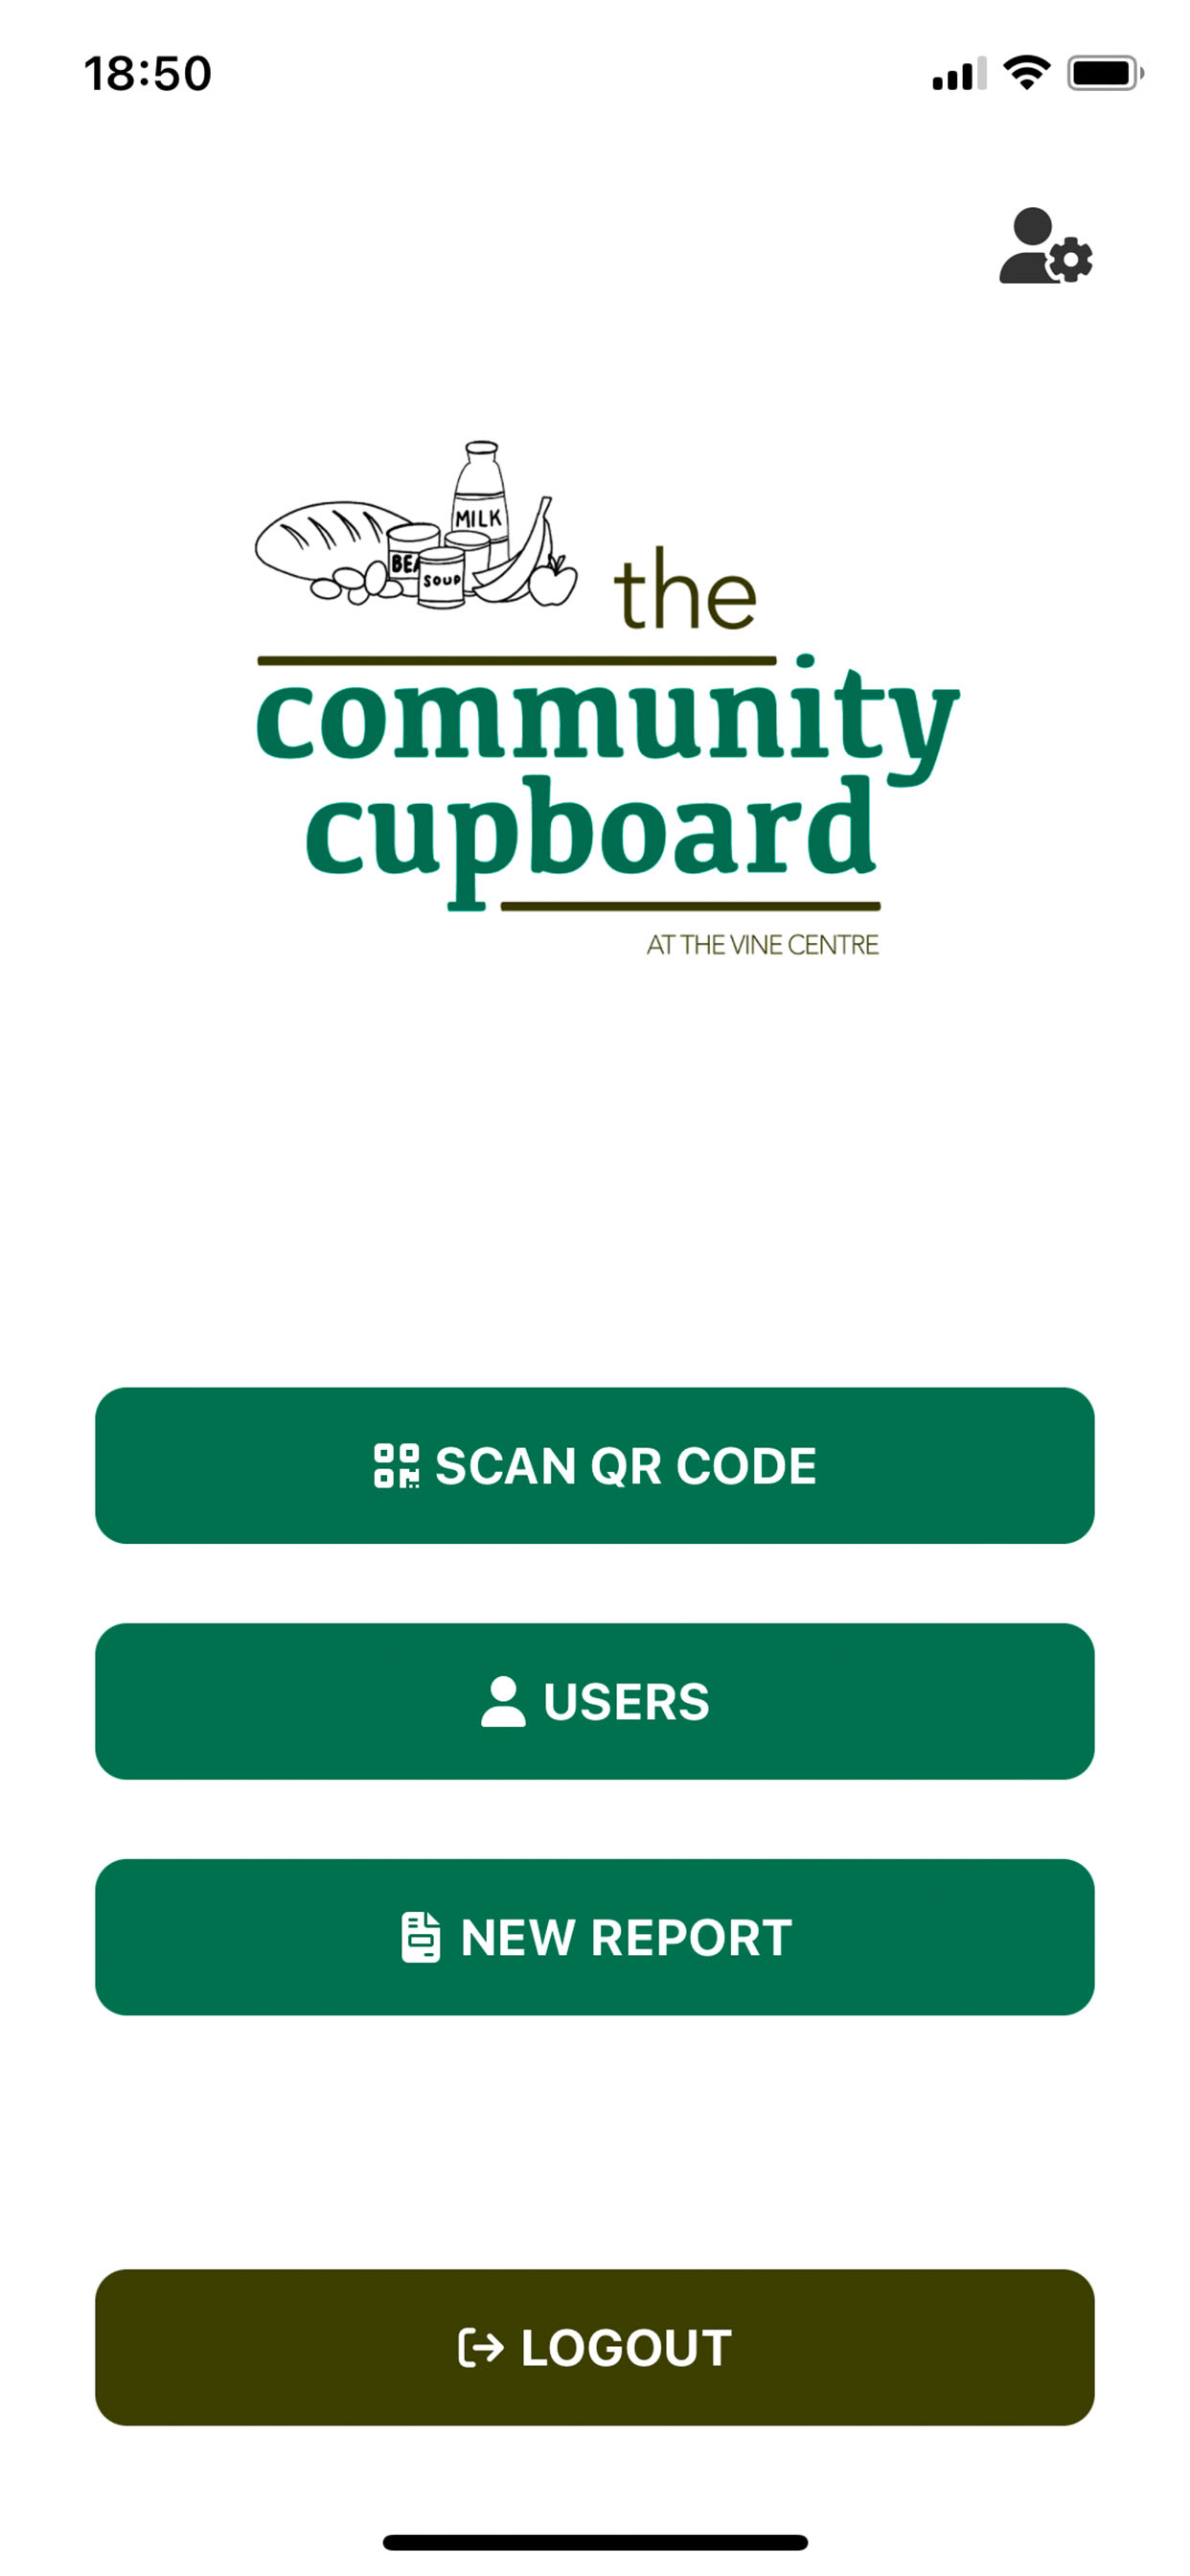 18:50
MILK
BEA
SOUP
the
community
cupboard
AT THE VINE CENTRE
SCAN QR CODE
USERS
NEW REPORT
LOGOUT